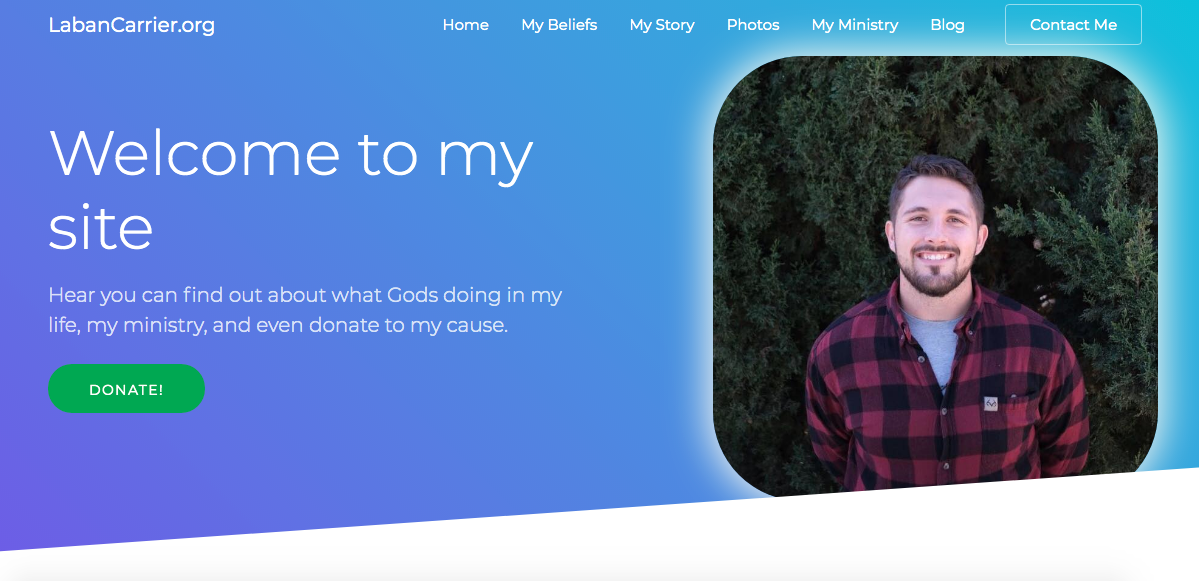 LabanCarrier.org
Home My Beliefs My Story Photos My Ministry Blog Contact Me
Welcome to my
site
Hear you can find out about what Gods doing in my
life, my ministry, and even donate to my cause.
DONATE!